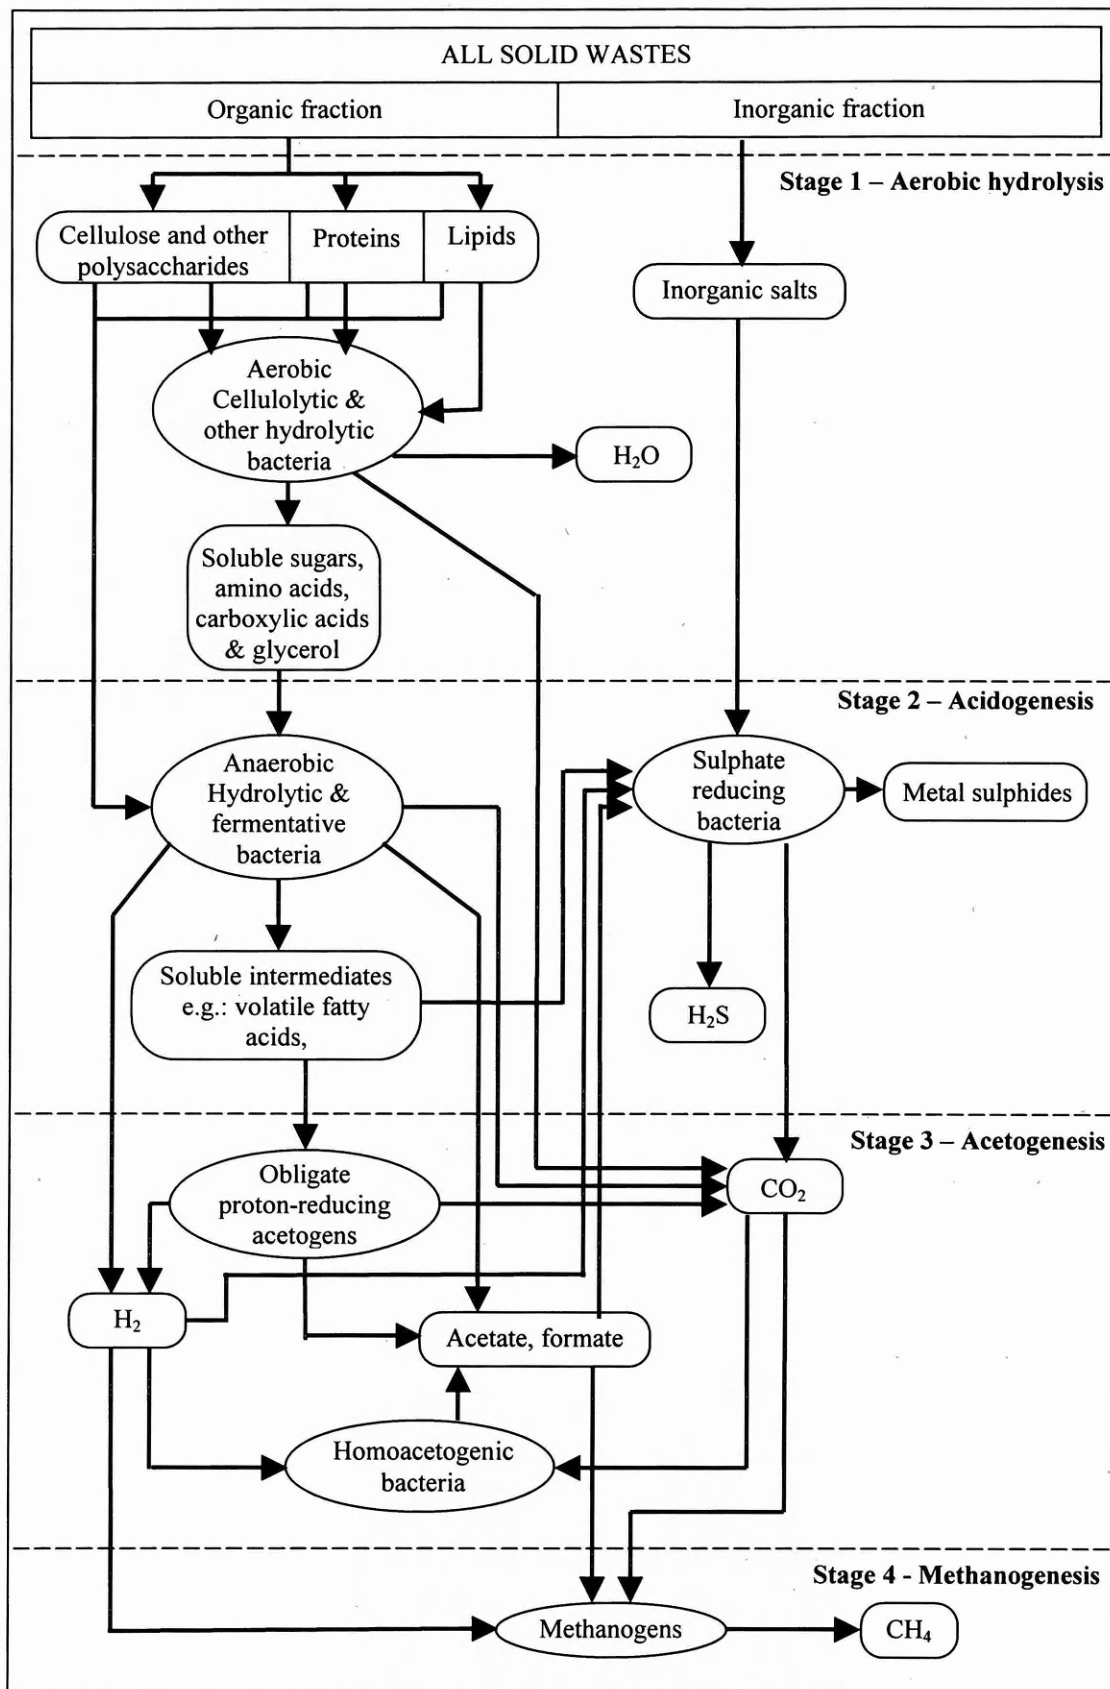 ALL SOLID WASTES
Organic fraction
Inorganic fraction
Stage 1 – Aerobic hydrolysis
Cellulose and other
polysaccharides
Proteins
Lipids
Inorganic salts
Aerobic
Cellulolytic &
other hydrolytic
bacteria
H₂O
Soluble sugars,
amino acids,
carboxylic acids
& glycerol
Stage 2 – Acidogenesis
Anaerobic
Hydrolytic &
fermentative
bacteria
Sulphate
reducing
bacteria
Metal sulphides
Soluble intermediates
e.g.: volatile fatty
acids,
H₂S
Stage 3 – Acetogenesis
Obligate
proton-reducing
acetogens
CO₂
H₂
Acetate, formate
Homoacetogenic
bacteria
Stage 4 - Methanogenesis
Methanogens
CH₄